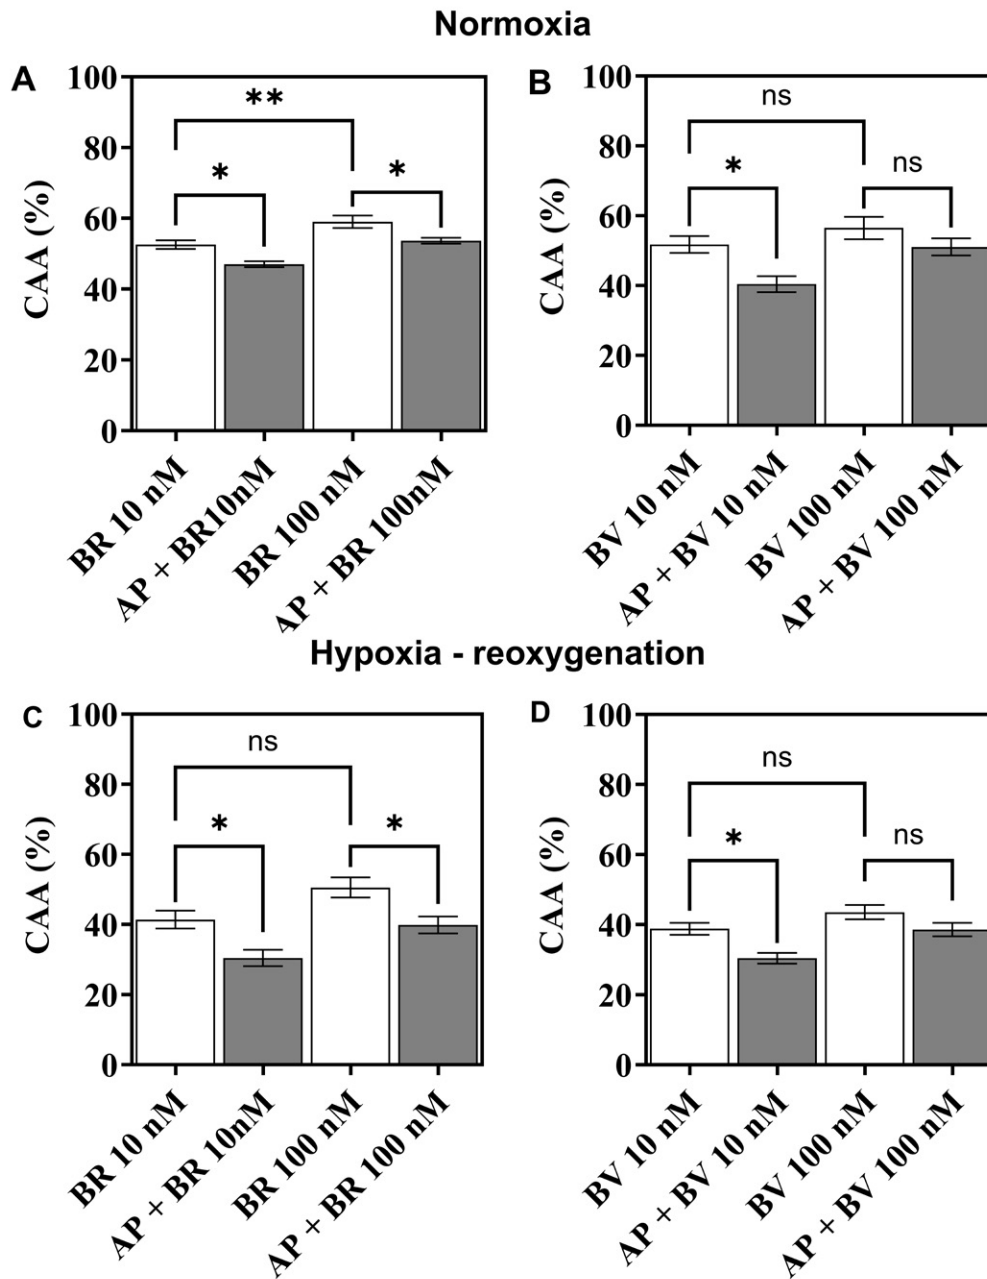 Normoxia
A
CAA (%)
100
80
60
40
20
0
**
*
*
BR 10 nM
AP + BR10nM
BR 100 nM
AP + BR 100nM
B
CAA (%)
100
80
60
40
20
0
ns
*
ns
BV 10 nM
AP + BV 10 nM
BV 100 nM
AP + BV 100 nM
Hypoxia - reoxygenation
C
CAA (%)
100
80
60
40
20
0
ns
*
*
BR 10 nM
AP + BR 10nM
BR 100 nM
AP + BR 100 nM
D
CAA (%)
100
80
60
40
20
0
ns
*
ns
BV 10 nM
AP + BV 10 nM
BV 100 nM
AP + BV 100 nM